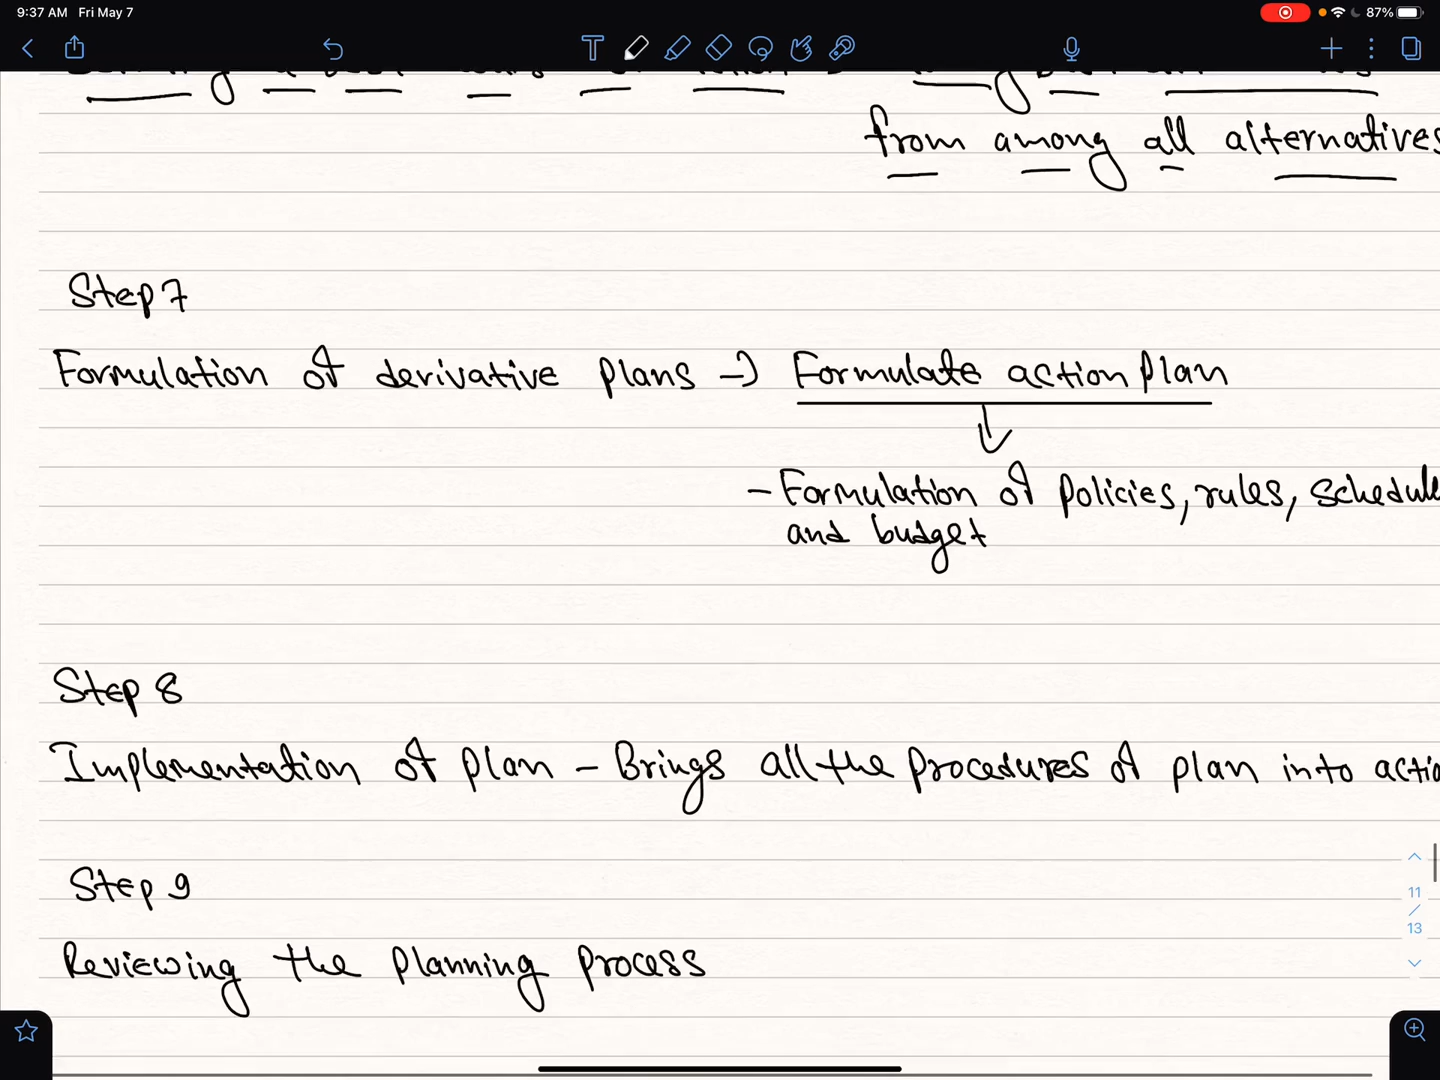 9:37 AM Fri May 7
87%
from among all alternatives
Step 7
Formulation of derivative plans → Formulate action plan
- Formulation of policies, rules, schedule
and budget
Step 8
Implementation of plan - Brings all the procedures of plan into actio
Step 9
Reviewing the planning process
11
/
13